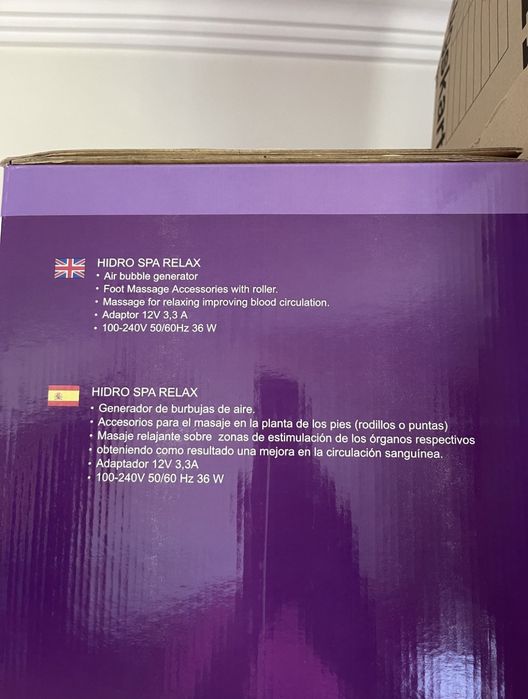 HIDRO SPA RELAX
• Air bubble generator
• Foot Massage Accessories with roller.
• Massage for relaxing improving blood circulation.
• Adaptor 12V 3,3 A
• 100-240V 50/60Hz 36 W
HIDRO SPA RELAX
• Generador de burbujas de aire.
• Accesorios para el masaje en la planta de los pies (rodillos o puntas)
• Masaje relajante sobre zonas de estimulación de los órganos respectivos
• obteniendo como resultado una mejora en la circulación sanguínea.
• Adaptador 12V 3,3A
• 100-240V 50/60 Hz 36 W